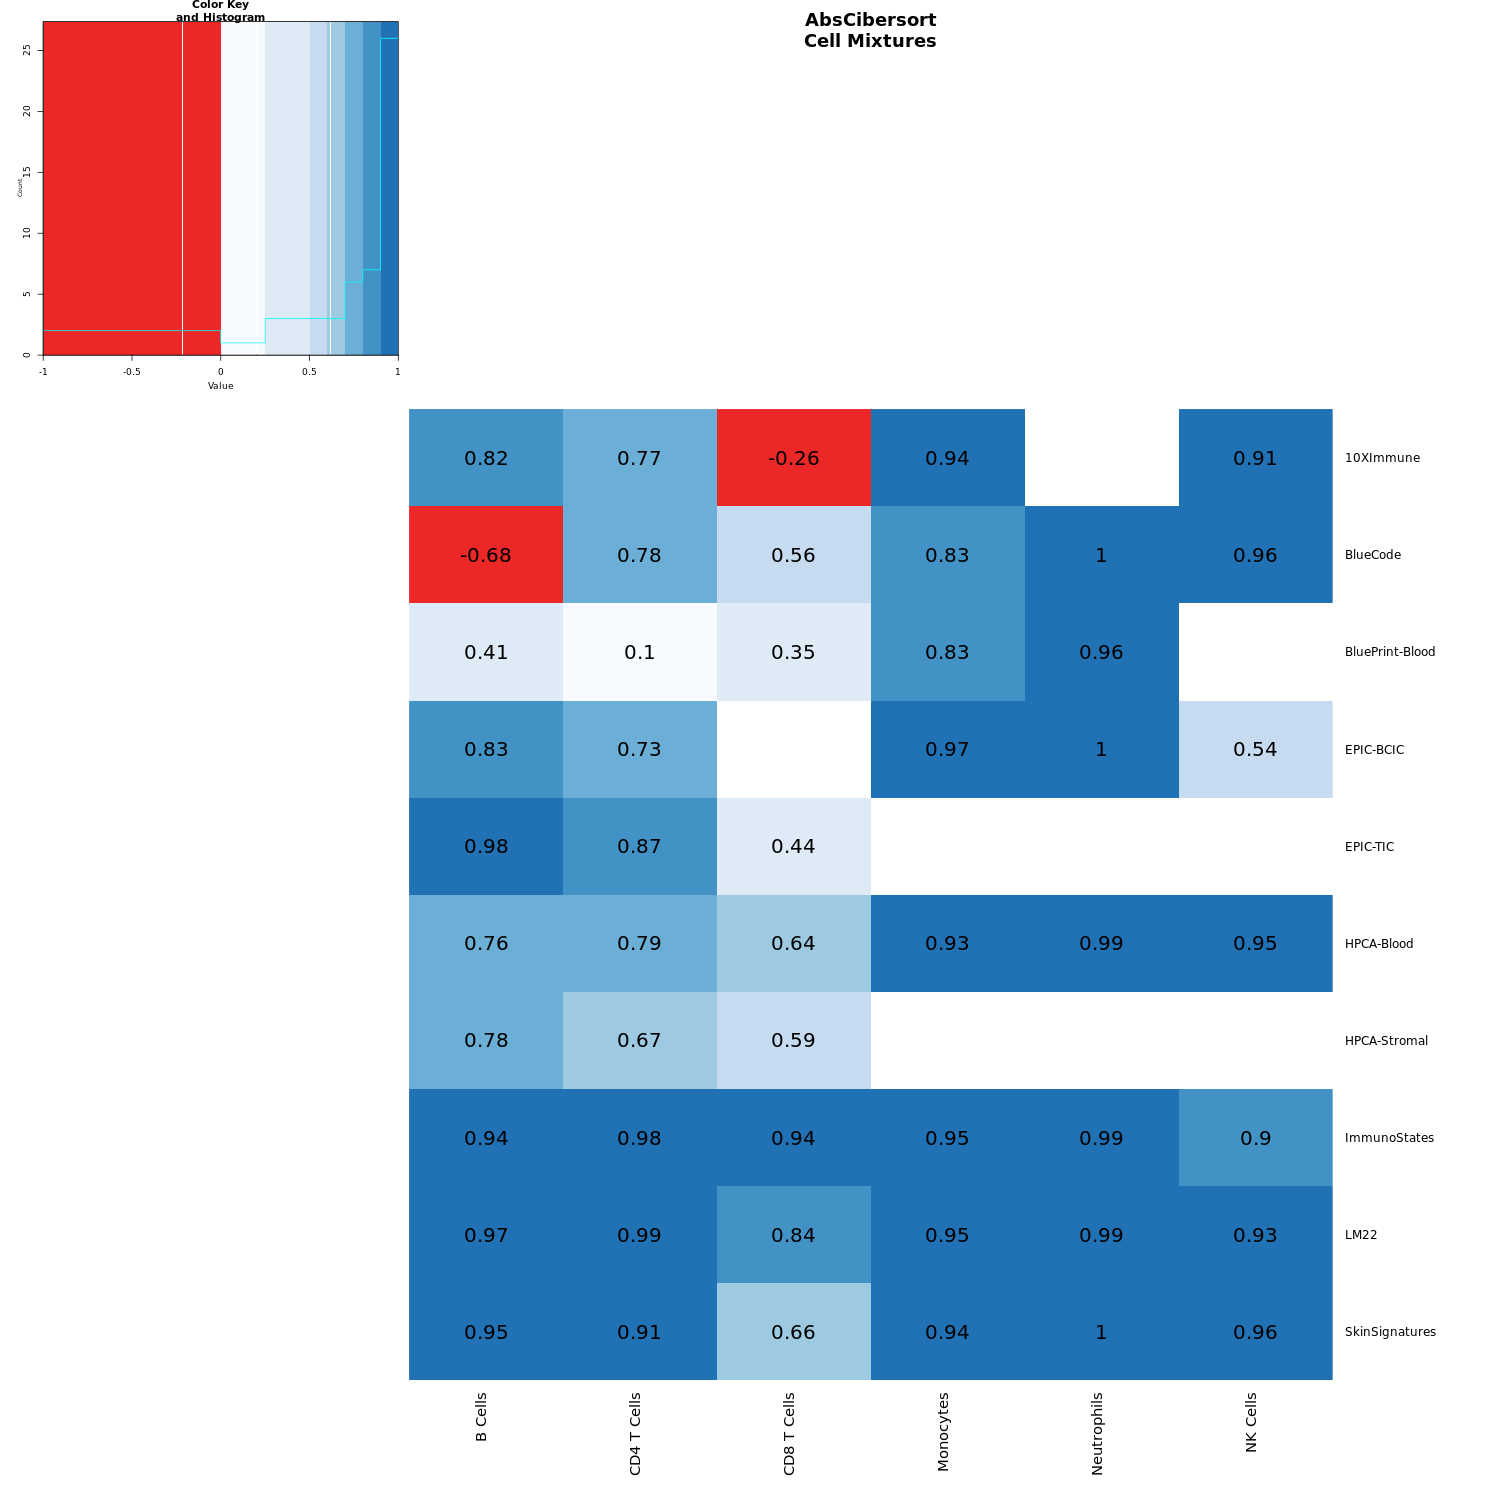 Color Key
and Histogram
AbsCibersort
Cell Mixtures
25
20
15
10
5
0
Count
-1 -0.5 0 0.5 1
Value
0.82 0.77 -0.26 0.94 0.91 10XImmune
-0.68 0.78 0.56 0.83 1 0.96 BlueCode
0.41 0.1 0.35 0.83 0.96 BluePrint-Blood
0.83 0.73 0.97 1 0.54 EPIC-BCIC
0.98 0.87 0.44 EPIC-TIC
0.76 0.79 0.64 0.93 0.99 0.95 HPCA-Blood
0.78 0.67 0.59 HPCA-Stromal
0.94 0.98 0.94 0.95 0.99 0.9 ImmunoStates
0.97 0.99 0.84 0.95 0.99 0.93 LM22
0.95 0.91 0.66 0.94 1 0.96 SkinSignatures
B Cells
CD4 T Cells
CD8 T Cells
Monocytes
Neutrophils
NK Cells